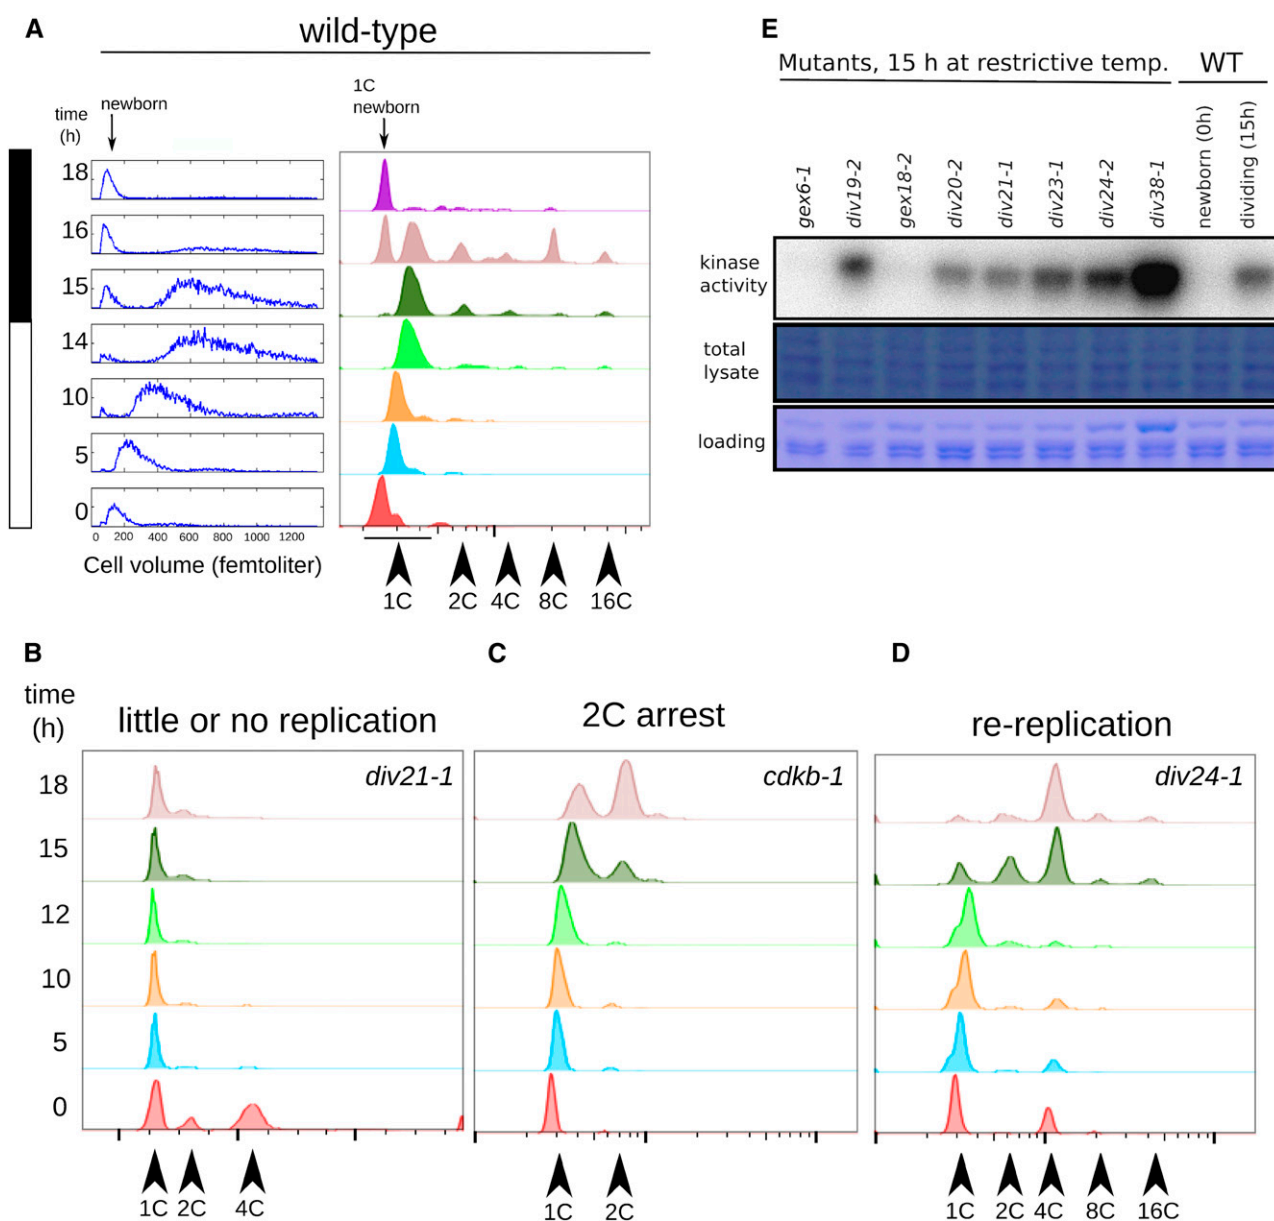 A
wild-type
time
(h)
newborn
1C
newborn
18
16
15
14
10
5
0
0 200 400 600 800 1000 1200
Cell volume (femtoliter)
1C 2C 4C 8C 16C
E
Mutants, 15 h at restrictive temp.
WT
gex6-1
div19-2
gex18-2
div20-2
div21-1
div23-1
div24-2
div38-1
newborn (0h)
dividing (15h)
kinase
activity
total
lysate
loading
B
time
(h)
little or no replication
div21-1
18
15
12
10
5
0
1C 2C 4C
C
2C arrest
cdkb-1
1C 2C
D
re-replication
div24-1
1C 2C 4C 8C 16C